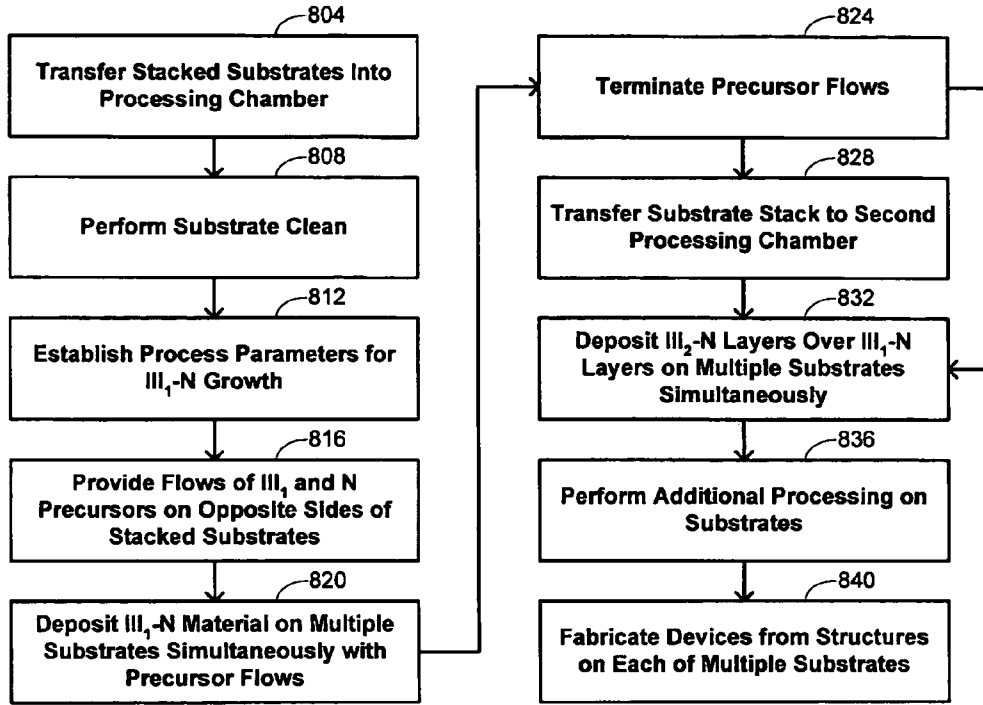 804
Transfer Stacked Substrates Into
Processing Chamber
808
Perform Substrate Clean
812
Establish Process Parameters for
III₁-N Growth
816
Provide Flows of III₁ and N
Precursors on Opposite Sides of
Stacked Substrates
820
Deposit III₁-N Material on Multiple
Substrates Simultaneously with
Precursor Flows
824
Terminate Precursor Flows
828
Transfer Substrate Stack to Second
Processing Chamber
832
Deposit III₂-N Layers Over III₁-N
Layers on Multiple Substrates
Simultaneously
836
Perform Additional Processing on
Substrates
840
Fabricate Devices from Structures
on Each of Multiple Substrates